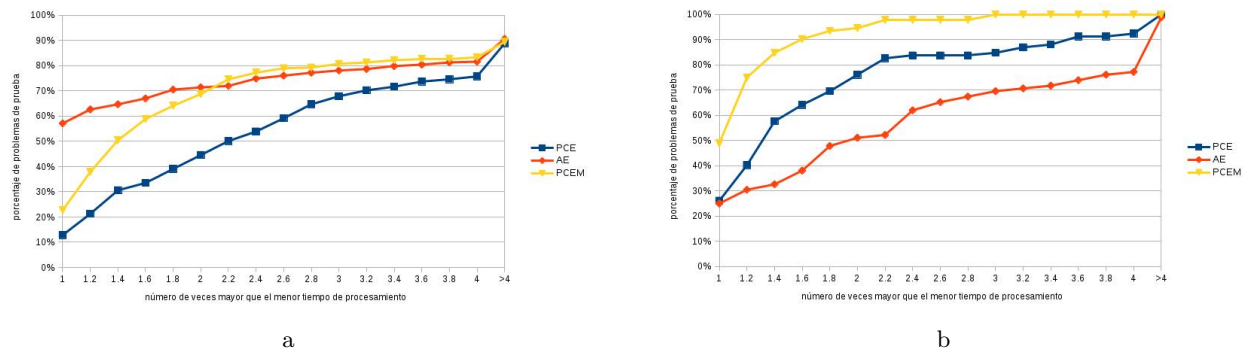 100%
90%
80%
70%
60%
50%
40%
30%
20%
10%
0%
porcentaje de problemas de prueba
1 1.2 1.4 1.6 1.8 2 2.2 2.4 2.6 2.8 3 3.2 3.4 3.6 3.8 4 >4
número de veces mayor que el menor tiempo de procesamiento
PCE
AE
PCEM
a
100%
90%
80%
70%
60%
50%
40%
30%
20%
10%
0%
porcentaje de problemas de prueba
1 1.2 1.4 1.6 1.8 2 2.2 2.4 2.6 2.8 3 3.2 3.4 3.6 3.8 4 >4
número de veces mayor que el menor tiempo de procesamiento
PCE
AE
PCEM
b